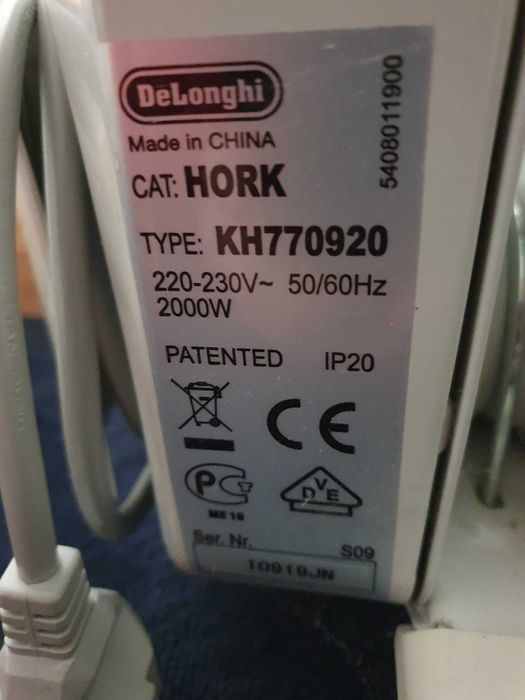 DeLonghi
Made in CHINA
CAT: HORK
TYPE: KH770920
220-230V~ 50/60Hz
2000W
PATENTED IP20
CE
PCT
ME 10
DVE
Ser. Nr. S09
10919JN
5408011900